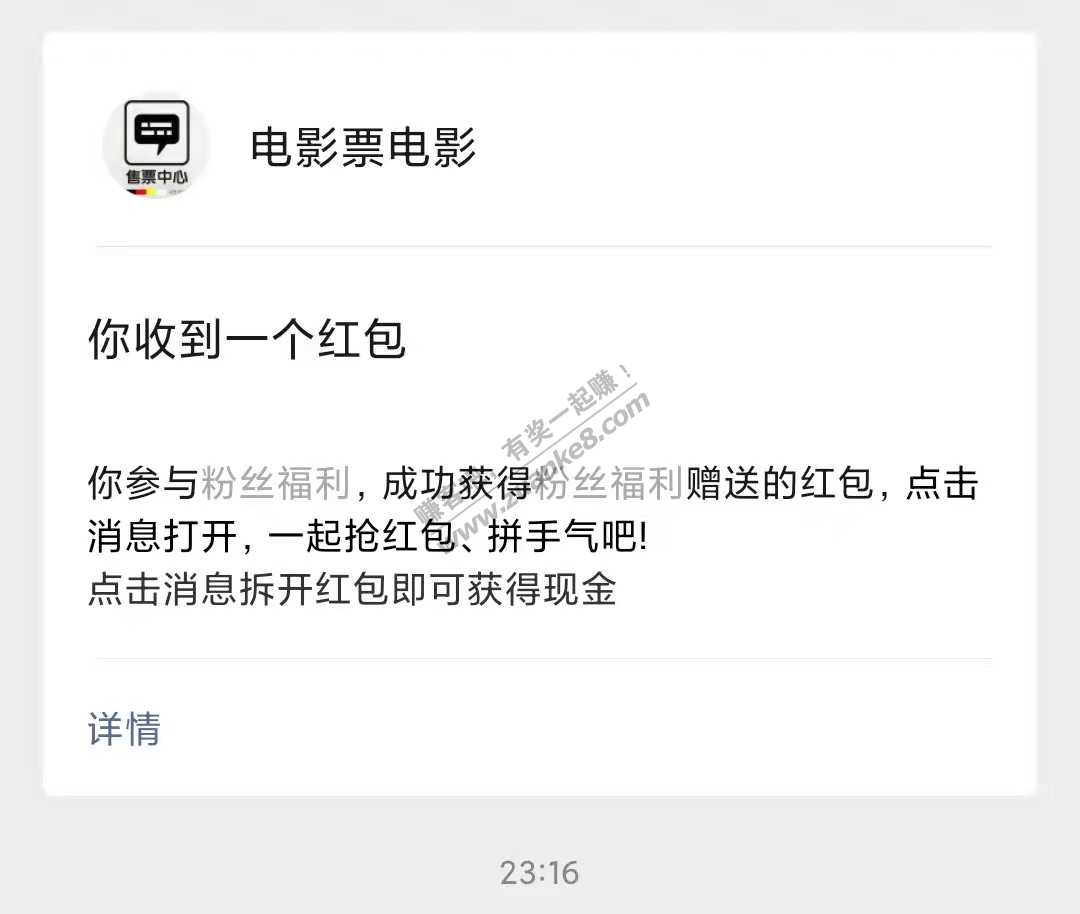 售票中心
电影票电影
你收到一个红包
有奖一起赚!
赚客吧,
www.zuanke8.com
你参与粉丝福利, 成功获得粉丝福利赠送的红包, 点击
消息打开, 一起抢红包、拼手气吧!
点击消息拆开红包即可获得现金
详情
23:16